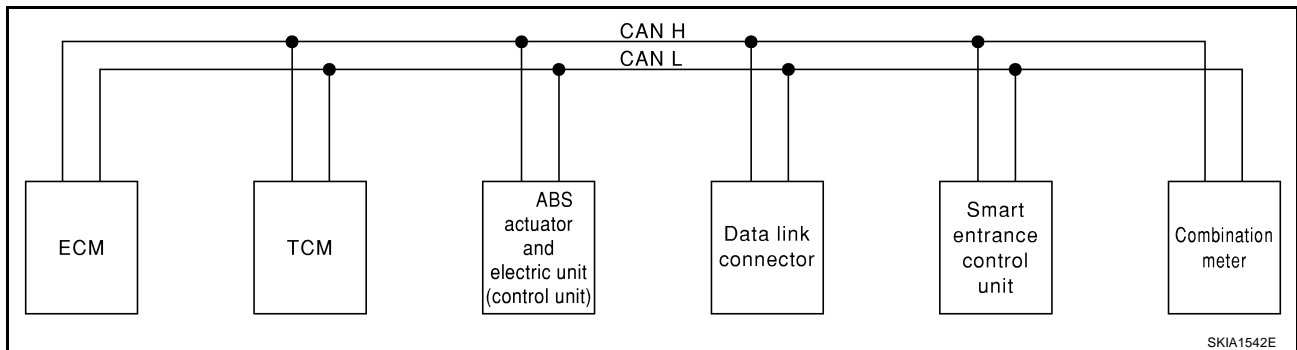 CAN H
CAN L
ECM
TCM
ABS
actuator
and
electric unit
(control unit)
Data link
connector
Smart
entrance
control
unit
Combination
meter
SKIA1542E